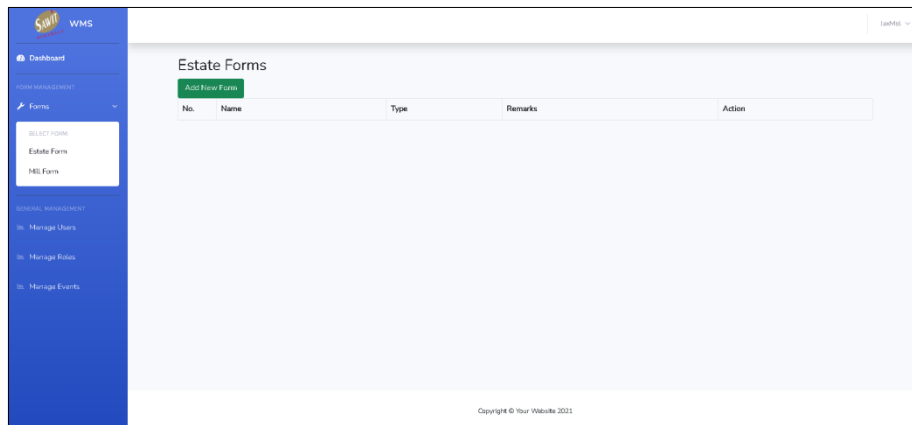 SAWIT
WMS
Dashboard
FORM MANAGEMENT
Forms
SELECT FORM:
Estate Form
Mill Form
GENERAL MANAGEMENT
Manage Users
Manage Roles
Manage Events
Estate Forms
Add New Form
No. Name Type Remarks Action
Copyright © Your Website 2021